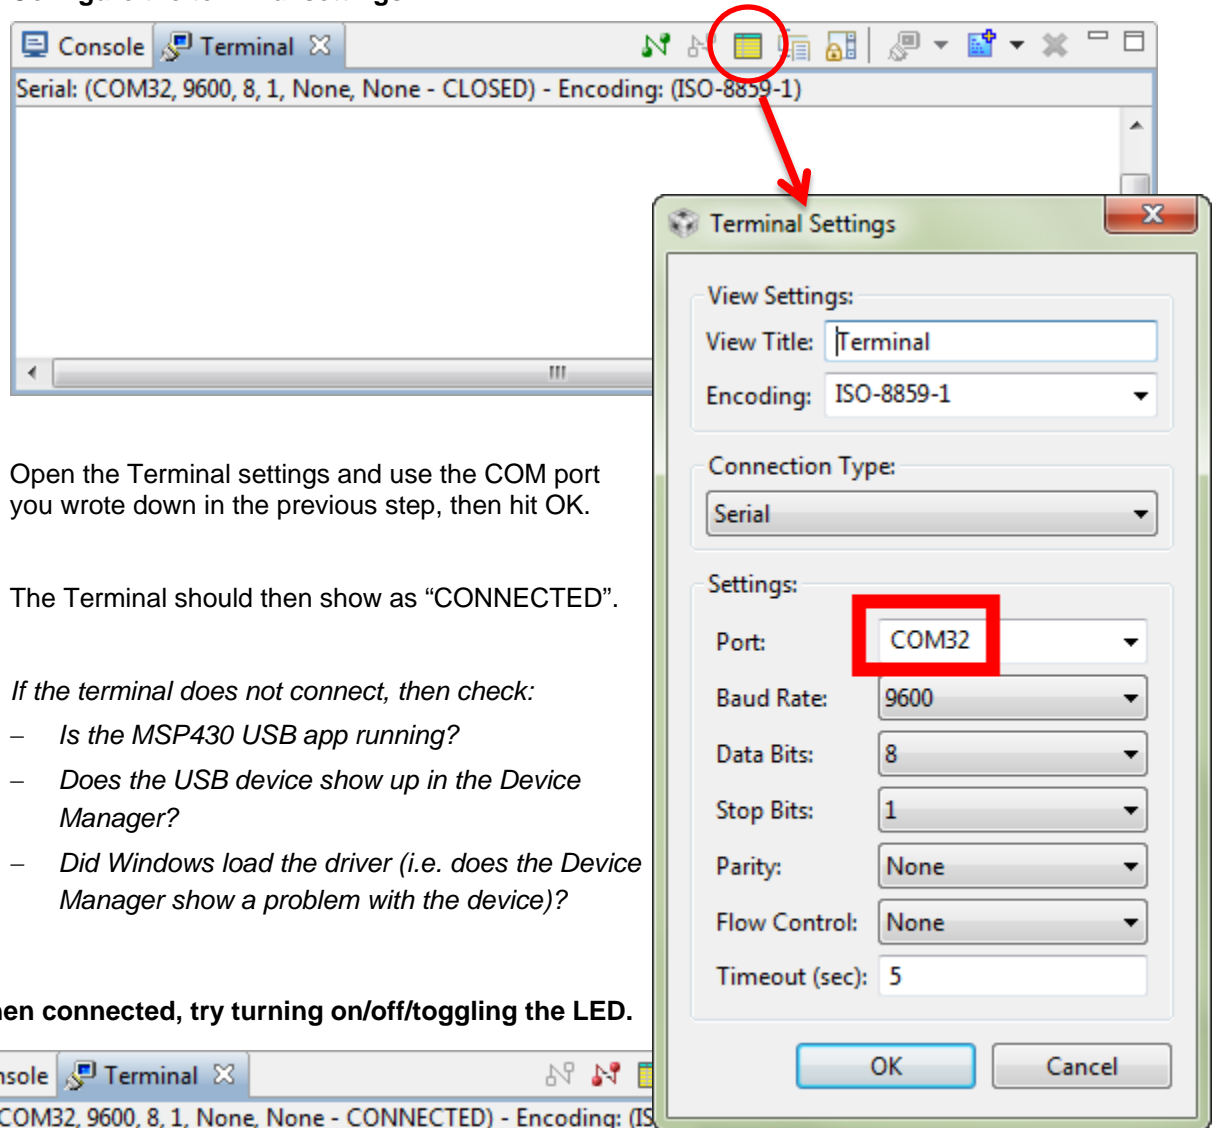 Configure the terminal settings
Console Terminal
Serial: (COM32, 9600, 8, 1, None, None - CLOSED) - Encoding: (ISO-8859-1)
Terminal Settings
View Settings:
View Title: Terminal
Encoding: ISO-8859-1
Connection Type:
Serial
Settings:
Port: COM32
Baud Rate: 9600
Data Bits: 8
Stop Bits: 1
Parity: None
Flow Control: None
Timeout (sec): 5
OK Cancel
Open the Terminal settings and use the COM port
you wrote down in the previous step, then hit OK.
The Terminal should then show as “CONNECTED”.
If the terminal does not connect, then check:
– Is the MSP430 USB app running?
– Does the USB device show up in the Device
Manager?
– Did Windows load the driver (i.e. does the Device
Manager show a problem with the device)?
en connected, try turning on/off/toggling the LED.
nsole Terminal
COM32, 9600, 8, 1, None, None - CONNECTED) - Encoding: (IS